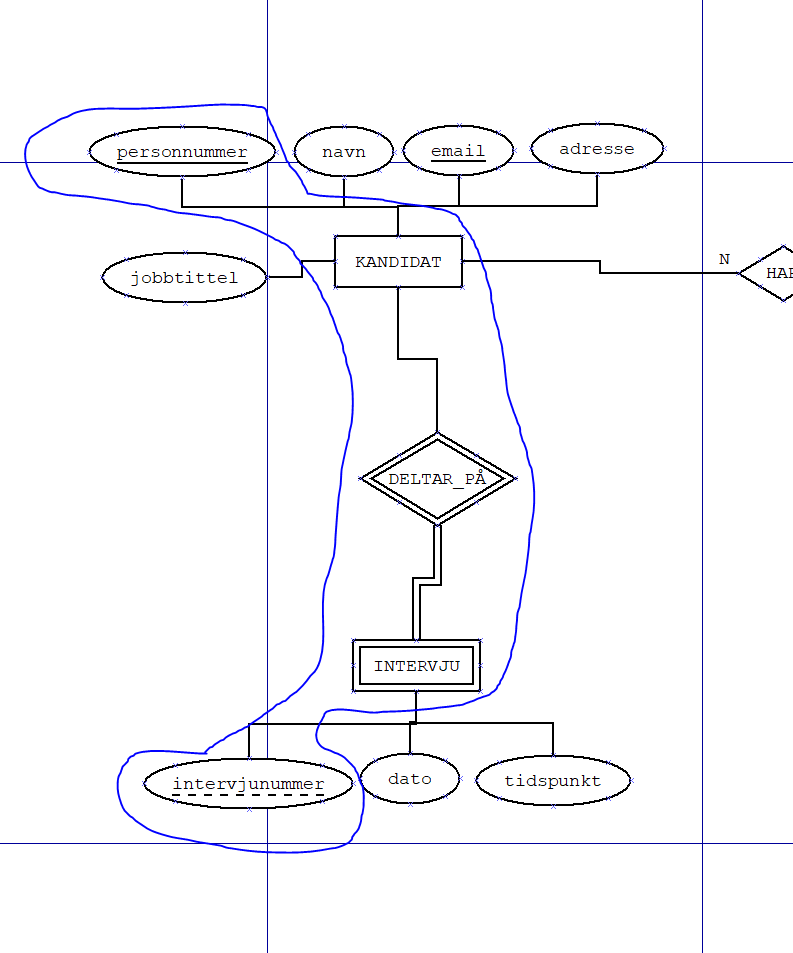 personnummer
navn
email
adresse
jobbtittel
KANDIDAT
N
DELTAR_PÅ
INTERVJU
intervjunummer
dato
tidspunkt